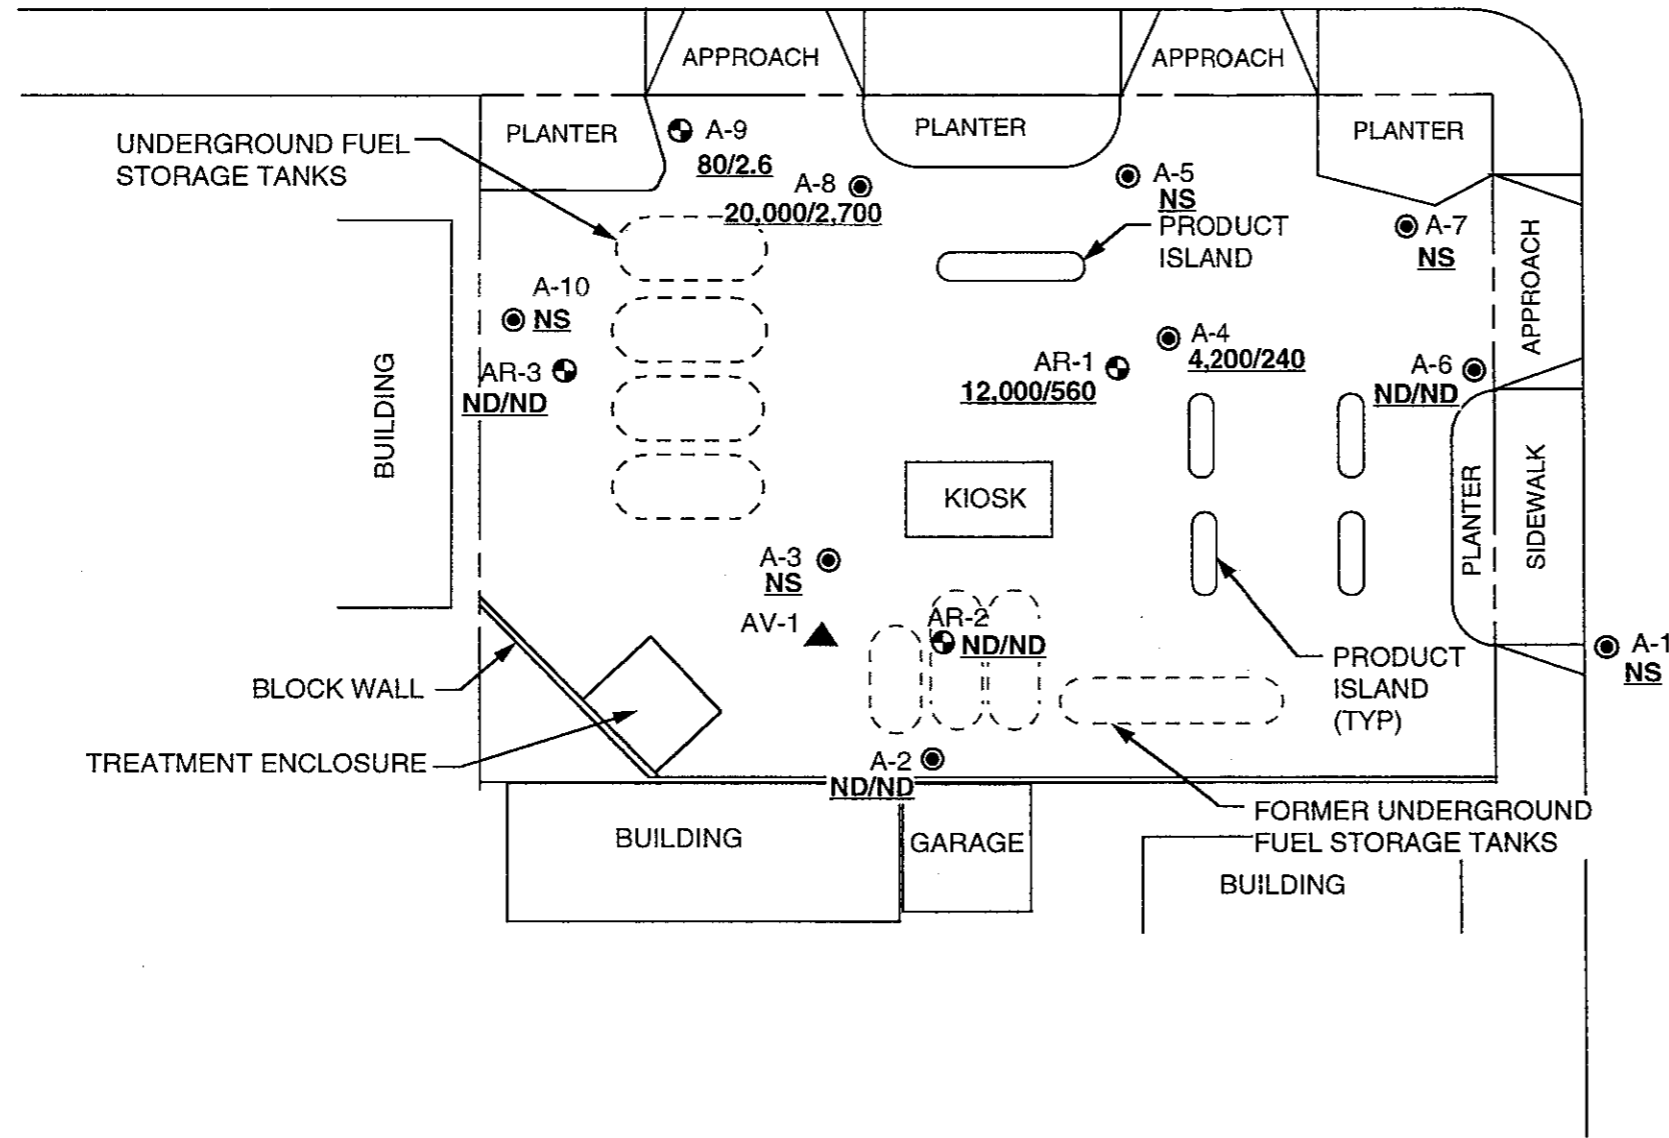 APPROACH
APPROACH
UNDERGROUND FUEL
STORAGE TANKS
PLANTER
A-9
80/2.6
PLANTER
PLANTER
A-8
20,000/2,700
A-5
NS
PRODUCT
ISLAND
A-7
NS
APPROACH
A-10
NS
AR-3
ND/ND
BUILDING
AR-1
12,000/560
A-4
4,200/240
A-6
ND/ND
KIOSK
PLANTER
SIDEWALK
A-3
NS
AV-1
AR-2
ND/ND
A-1
NS
BLOCK WALL
PRODUCT
ISLAND
(TYP)
TREATMENT ENCLOSURE
A-2
ND/ND
BUILDING
GARAGE
FORMER UNDERGROUND
FUEL STORAGE TANKS
BUILDING